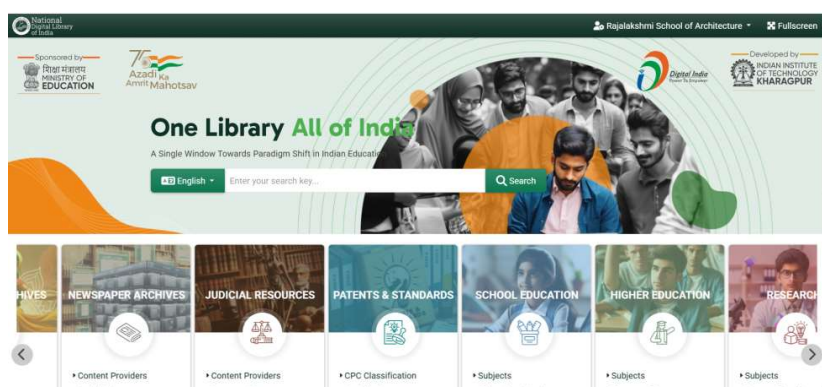 National
Digital Library
of India
Rajalakshmi School of Architecture
Fullscreen
Sponsored by
शिक्षा मंत्रालय
MINISTRY OF
EDUCATION
Azadi Ka
Amrit Mahotsav
Digital India
Power To Empower
Developed by
INDIAN INSTITUTE
OF TECHNOLOGY
KHARAGPUR
One Library All of India
A Single Window Towards Paradigm Shift in Indian Education
English
Enter your search key...
Search
HIVES
NEWSPAPER ARCHIVES
JUDICIAL RESOURCES
PATENTS & STANDARDS
SCHOOL EDUCATION
HIGHER EDUCATION
RESEARCH
Content Providers
Content Providers
CPC Classification
Subjects
Subjects
Subjects